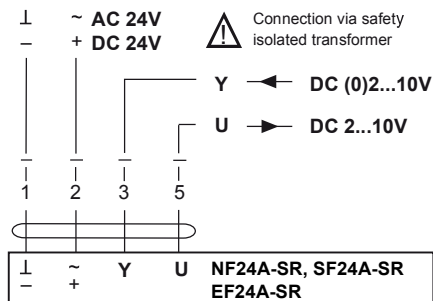 ⊥ ~ AC 24V
– + DC 24V
Connection via safety
isolated transformer
Y DC (0)2...10V
U DC 2...10V
1 2 3 5
⊥ ~ Y U NF24A-SR, SF24A-SR
– + EF24A-SR